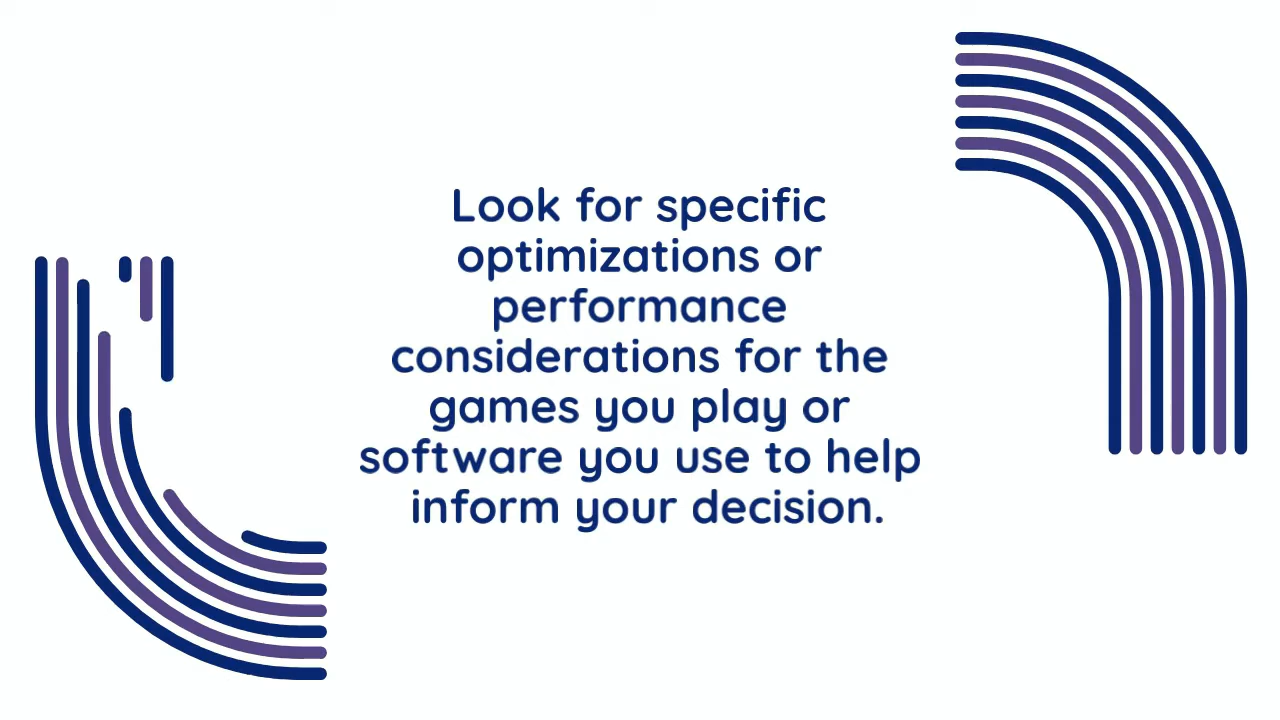 Look for specific
optimizations or
performance
considerations for the
games you play or
software you use to help
inform your decision.